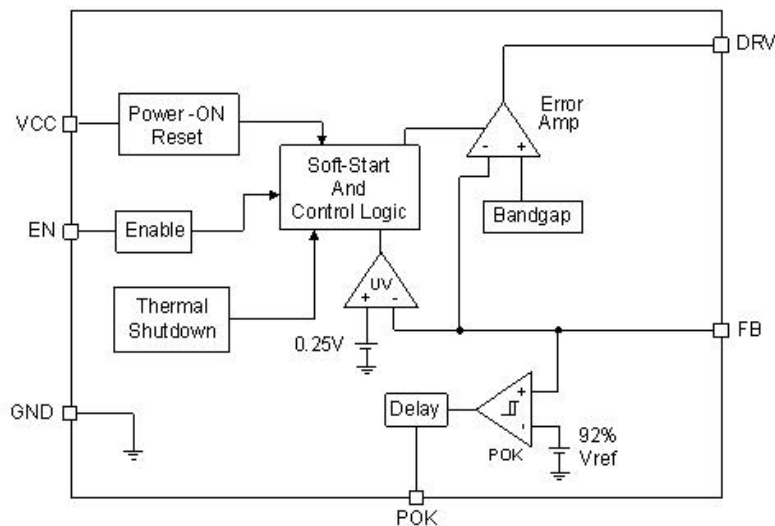 DRV
Error
Amp
Power -ON
Reset
VCC
- +
Soft-Start
And
Control Logic
Bandgap
EN
Enable
UV
+ -
Thermal
Shutdown
0.25V
FB
GND
Delay
+
-
92%
Vref
POK
POK